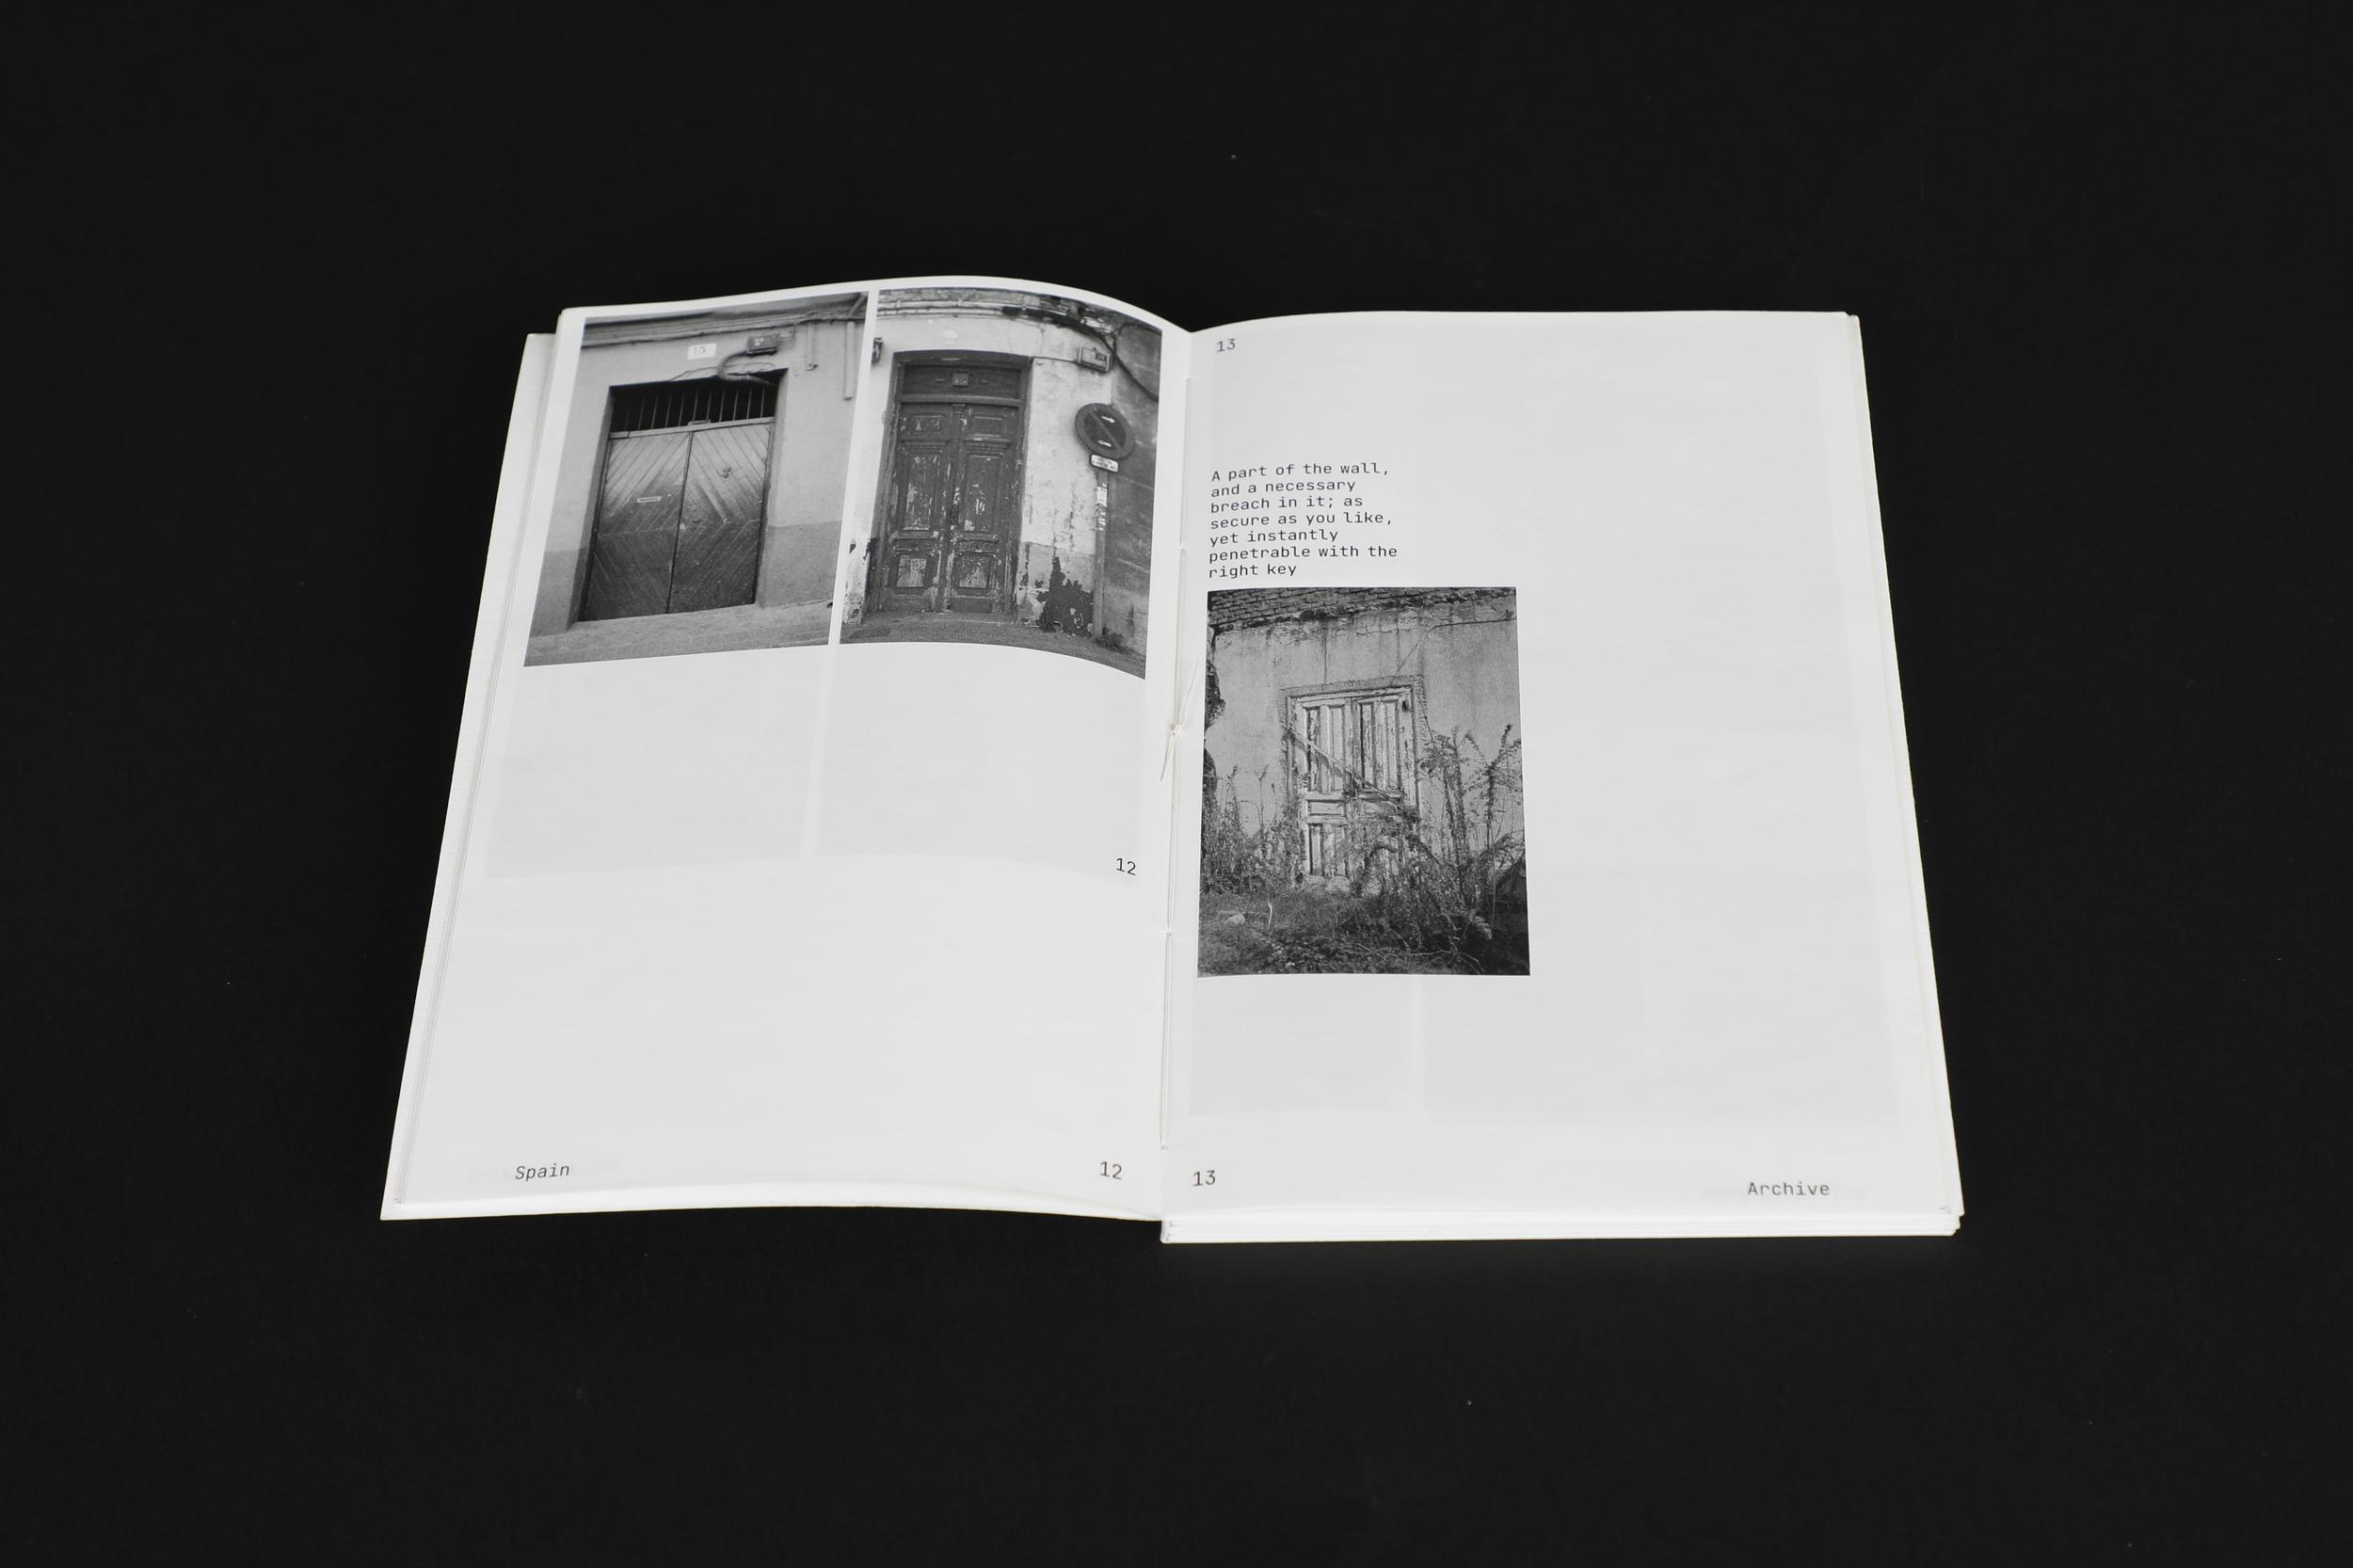 13
12
Spain
12
13
A part of the wall,
and a necessary
breach in it; as
secure as you like,
yet instantly
penetrable with the
right key
13
Archive